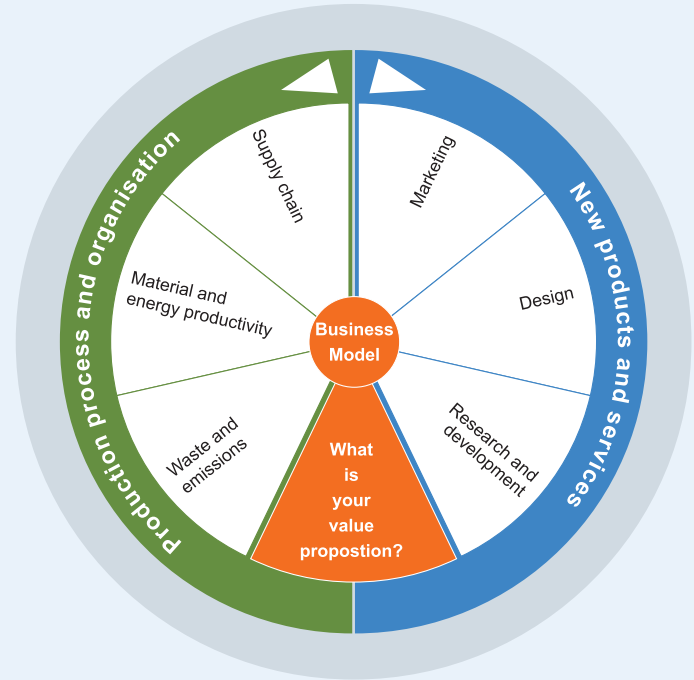 Production process and organisation
New products and services
Supply chain
Marketing
Material and
energy productivity
Design
Business
Model
Waste and
emissions
Research and
development
What
is
your
value
propostion?